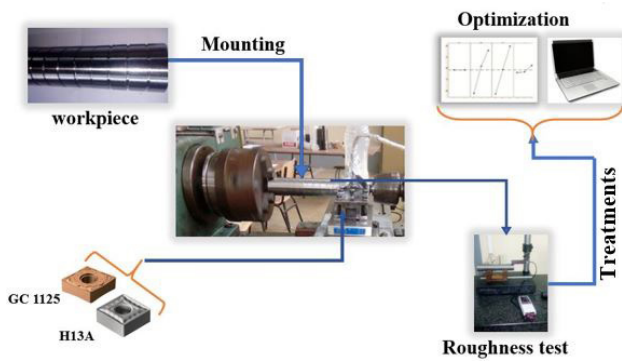 Optimization
Mounting
workpiece
Treatments
GC 1125
H13A
Roughness test